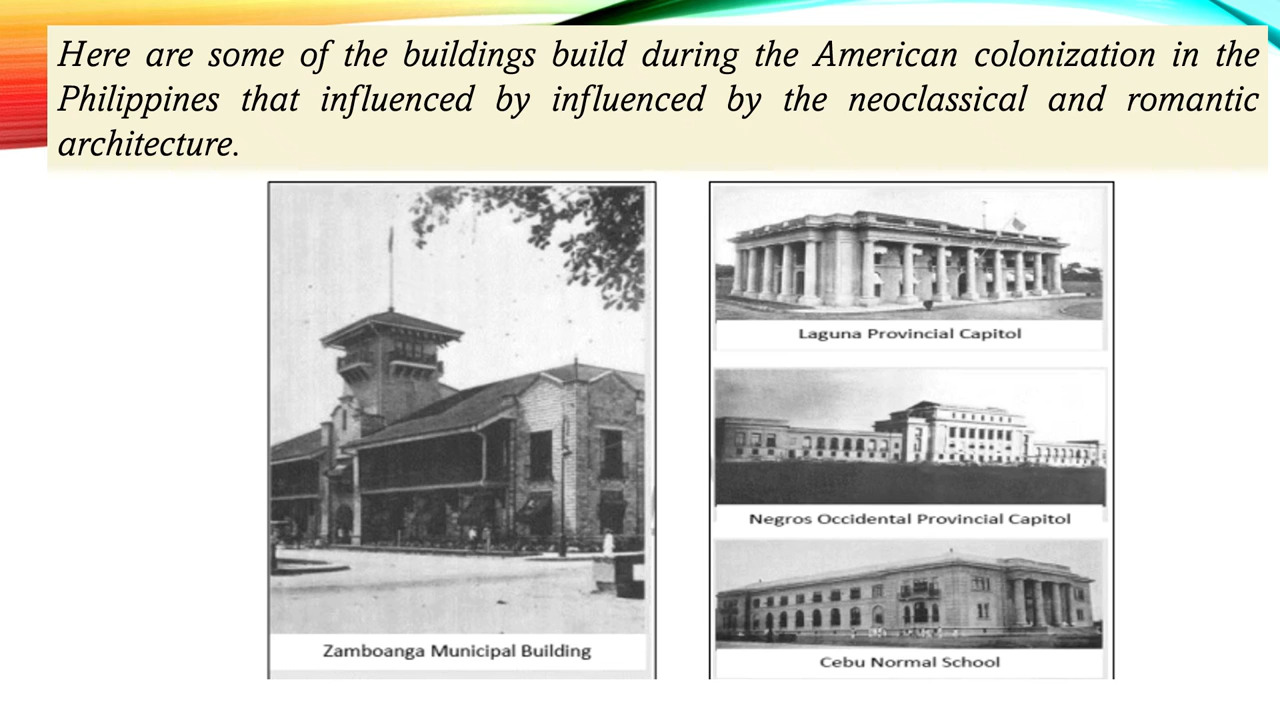 Here are some of the buildings build during the American colonization in the
Philippines that influenced by influenced by the neoclassical and romantic
architecture.
Zamboanga Municipal Building
Laguna Provincial Capitol
Negros Occidental Provincial Capitol
Cebu Normal School